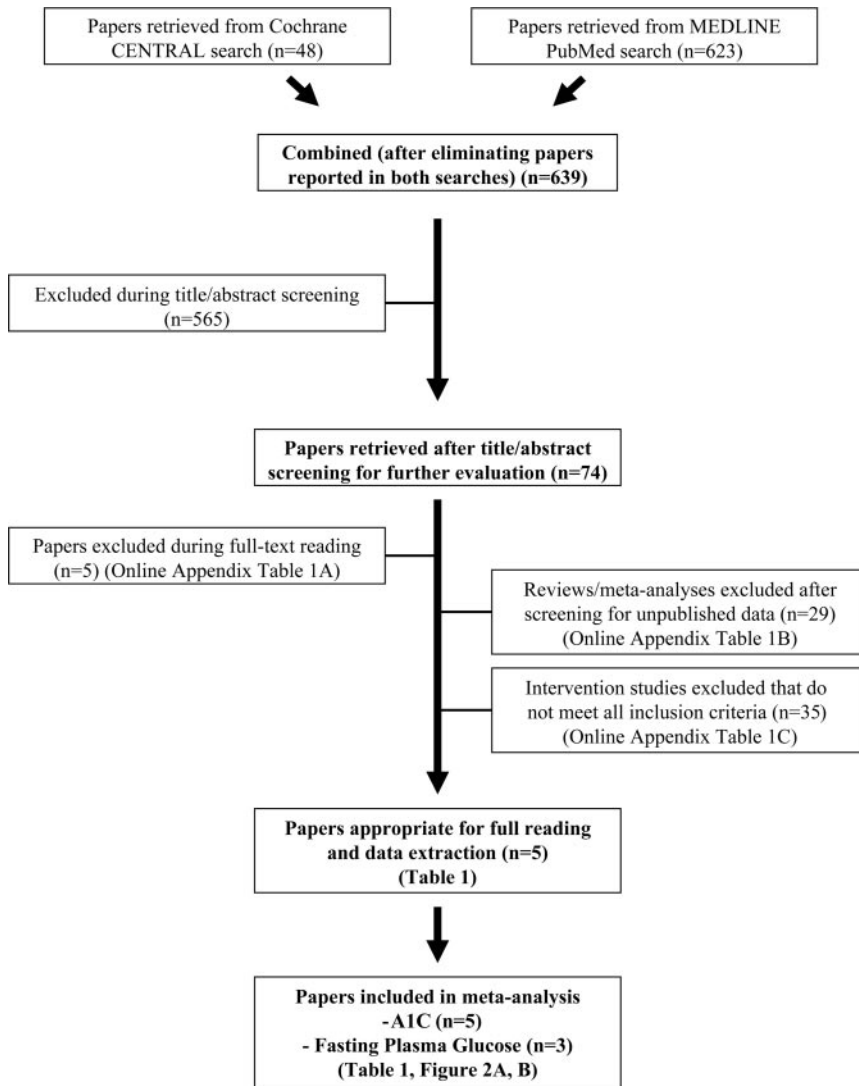 Papers retrieved from Cochrane
CENTRAL search (n=48)
Papers retrieved from MEDLINE
PubMed search (n=623)
Combined (after eliminating papers
reported in both searches) (n=639)
Excluded during title/abstract screening
(n=565)
Papers retrieved after title/abstract
screening for further evaluation (n=74)
Papers excluded during full-text reading
(n=5) (Online Appendix Table 1A)
Reviews/meta-analyses excluded after
screening for unpublished data (n=29)
(Online Appendix Table 1B)
Intervention studies excluded that do
not meet all inclusion criteria (n=35)
(Online Appendix Table 1C)
Papers appropriate for full reading
and data extraction (n=5)
(Table 1)
Papers included in meta-analysis
-A1C (n=5)
- Fasting Plasma Glucose (n=3)
(Table 1, Figure 2A, B)